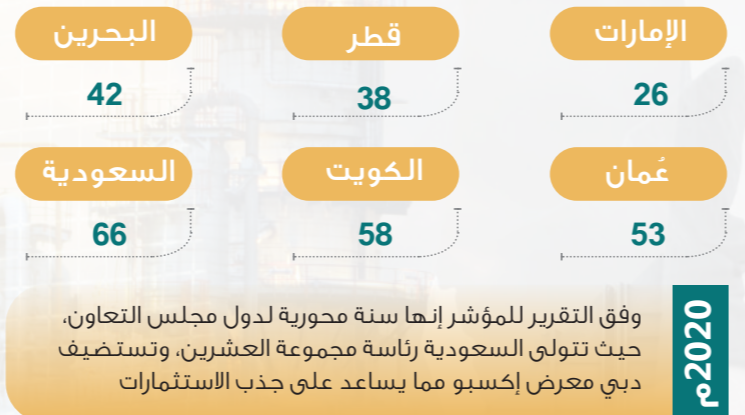 الإمارات
26
قطر
38
البحرين
42
عُمان
53
الكويت
58
السعودية
66
2020م
وفق التقرير للمؤشر إنها سنة محورية لدول مجلس التعاون،
حيث تتولى السعودية رئاسة مجموعة العشرين، وتستضيف
دبي معرض إكسبو مما يساعد على جذب الاستثمارات